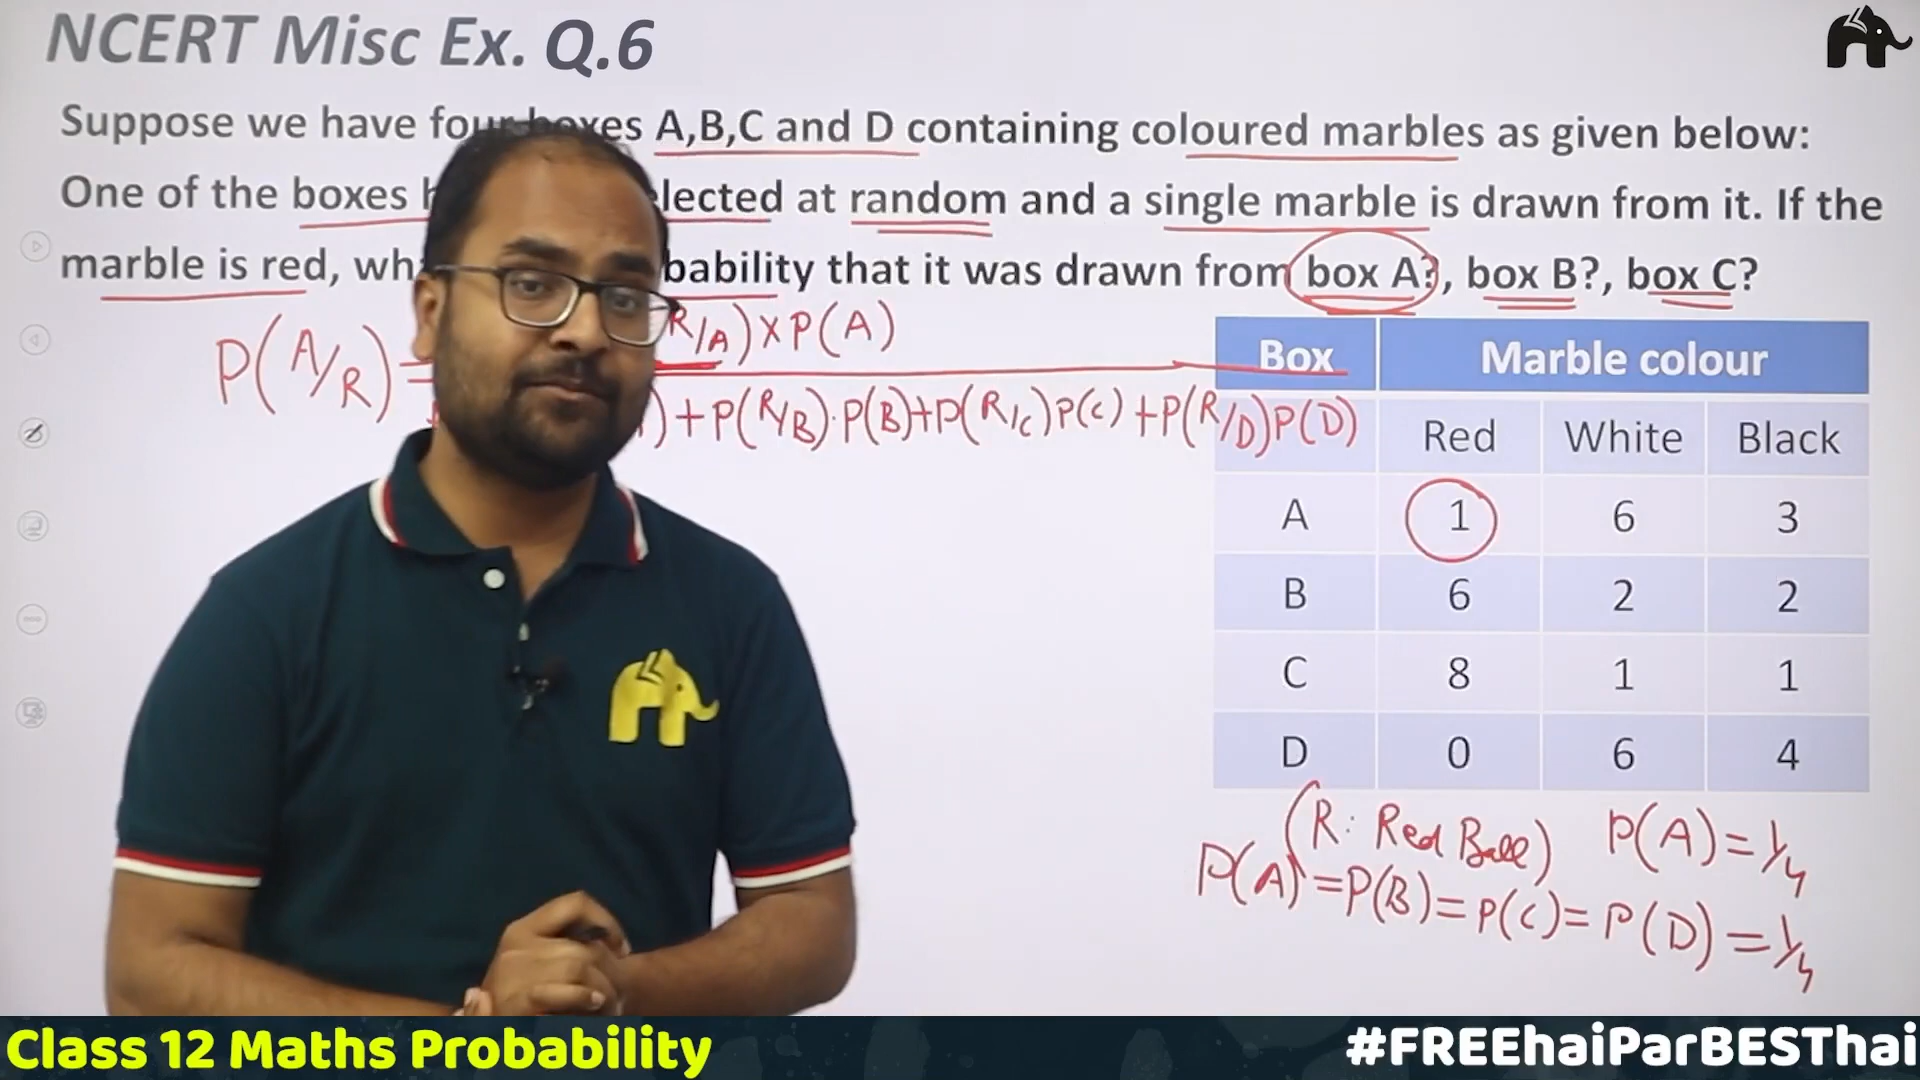 NCERT Misc Ex. Q.6
Suppose we have four boxes A,B,C and D containing coloured marbles as given below:
One of the boxes lected at random and a single marble is drawn from it. If the
marble is red, bability that it was drawn from box A?, box B?, box C?
P(A/R)= R/A)×P(A)
)+P(R/B)·P(B)+P(R/C)P(C)+P(R/D)P(D)
Box Marble colour
Red White Black
A 1 6 3
B 6 2 2
C 8 1 1
D 0 6 4
(R: Red Ball) P(A)=1/4
P(A)=P(B)=P(C)=P(D)=1/4
Class 12 Maths Probability #FREEhaiParBESThai